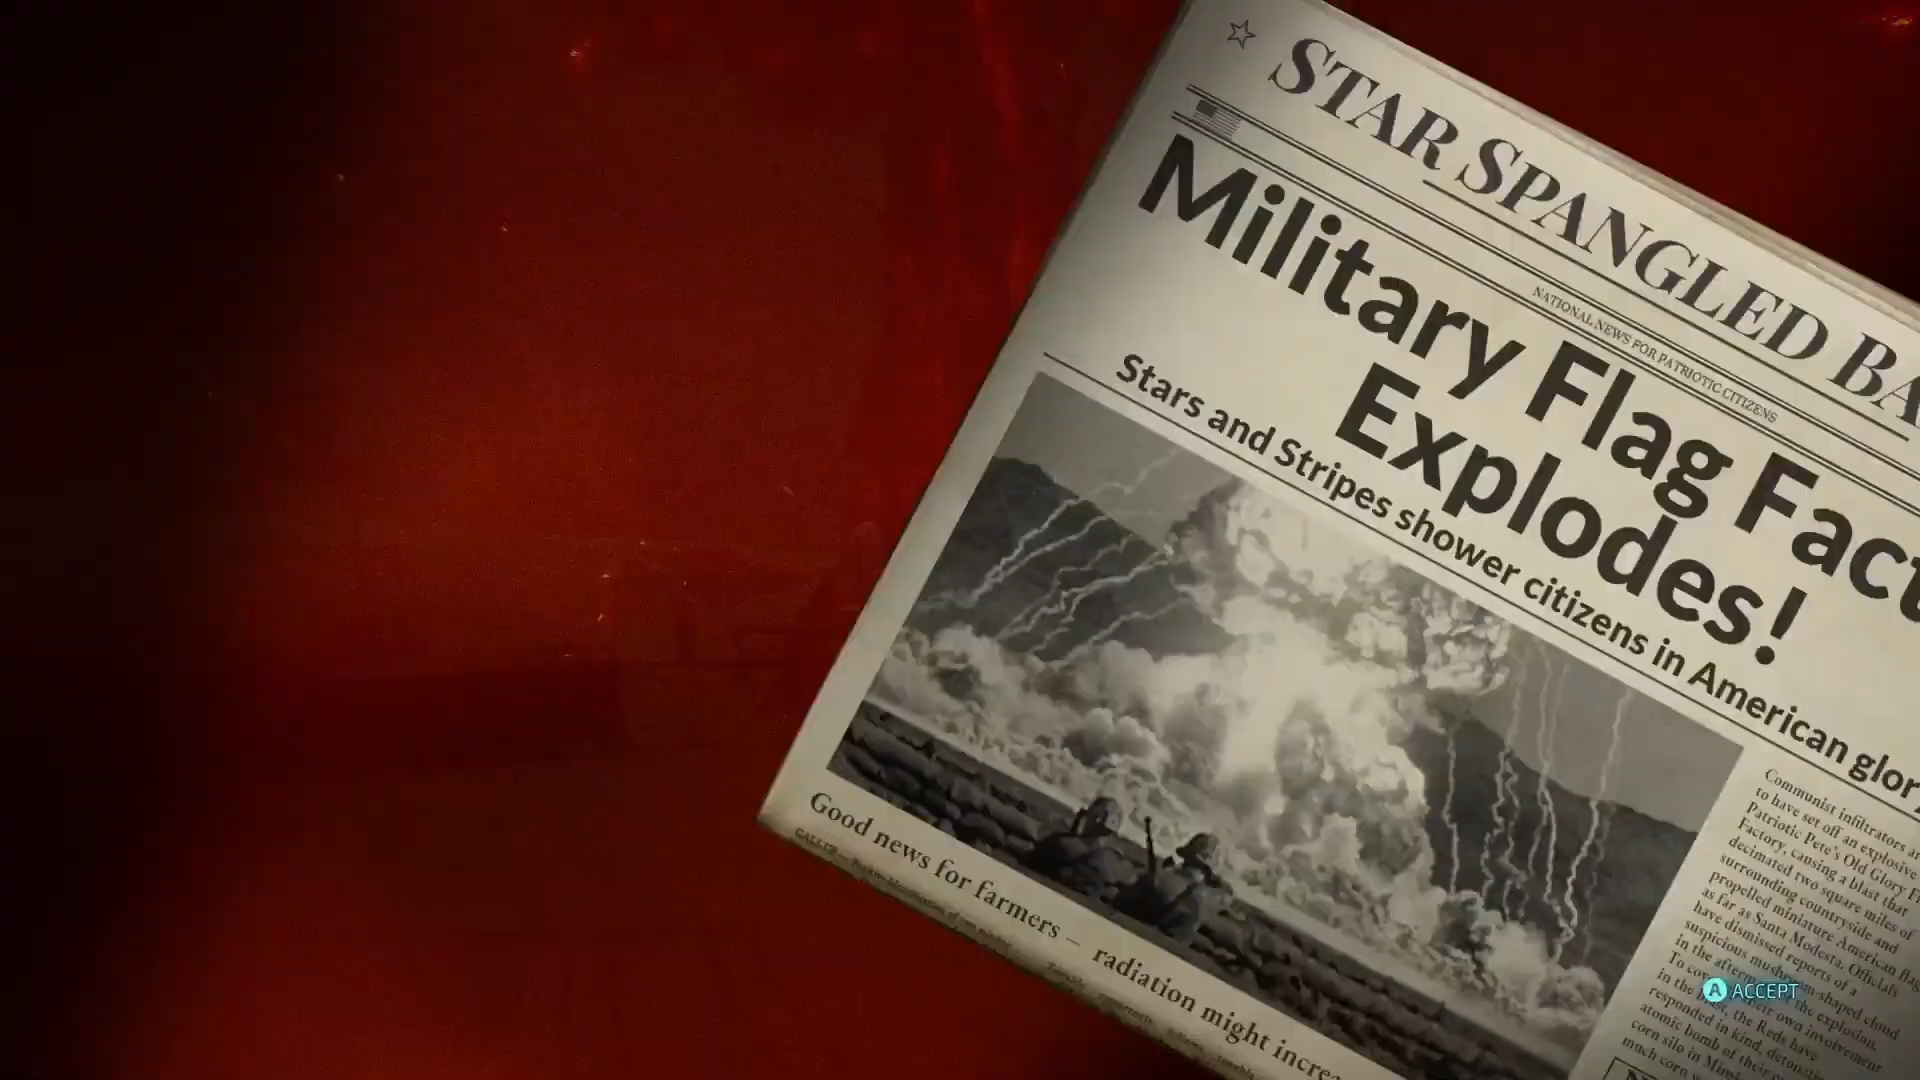 STAR SPANGLED BA
NATIONAL NEWS FOR PATRIOTIC CITIZENS
Military Flag Fact
Explodes!
Stars and Stripes shower citizens in American glor
Communist infiltrators ar
to have set off an explosive
Patriotic Pete's Old Glory F
Factory, causing a blast that
decimated two square miles of
surrounding countryside and
propelled miniature American flag
as far as Santa Modesta. Officials
have dismissed reports of a
suspicious mushroom-shaped cloud
in the aftermath of the explosion.
To cov their own involvement
in the the Reds have
responded in kind, detonati
atomic bomb of their
corn silo in
much corn
Good news for farmers – radiation might increa
A ACCEPT